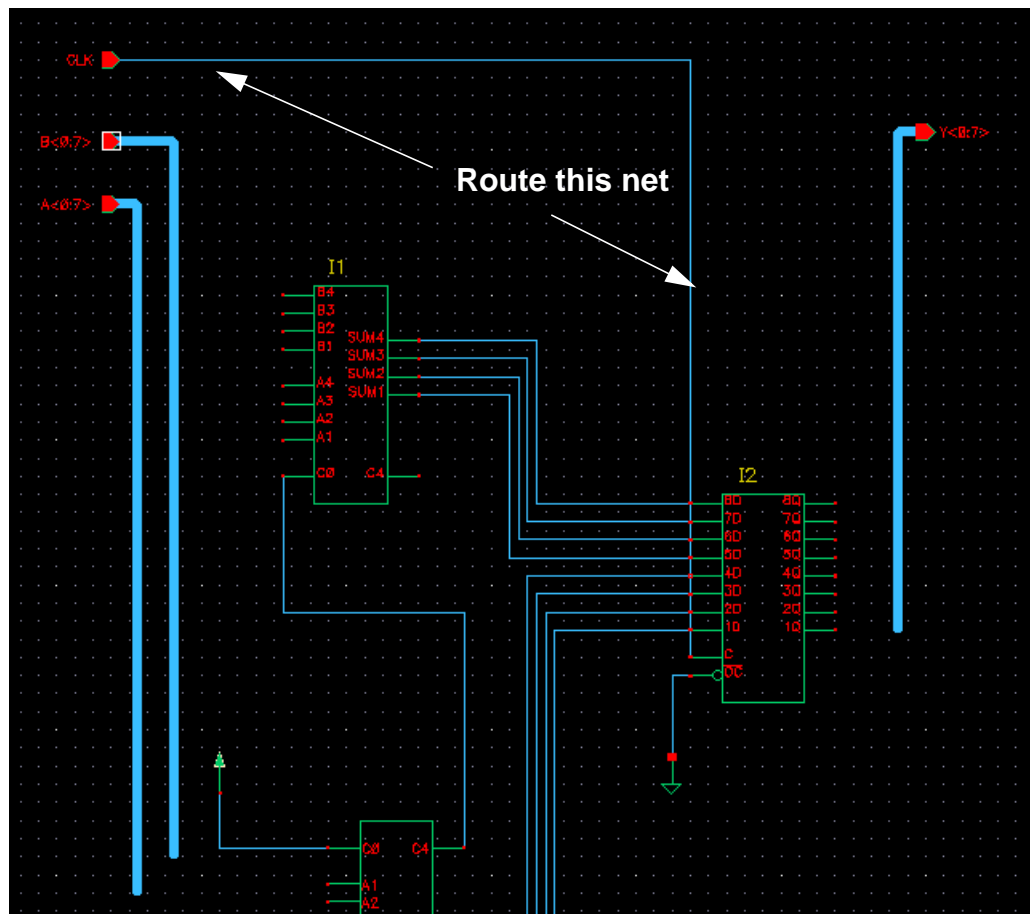 CLK
B<0:7>
Y<0:7>
Route this net
A<0:7>
I1
B4
B3
B2
B1
SUM4
SUM3
SUM2
SUM1
A4
A3
A2
A1
C0 C4
I2
8D 8Q
7D 7Q
6D 6Q
5D 5Q
4D 4Q
3D 3Q
2D 2Q
1D 1Q
C
OC
C0 C4
A1
A2